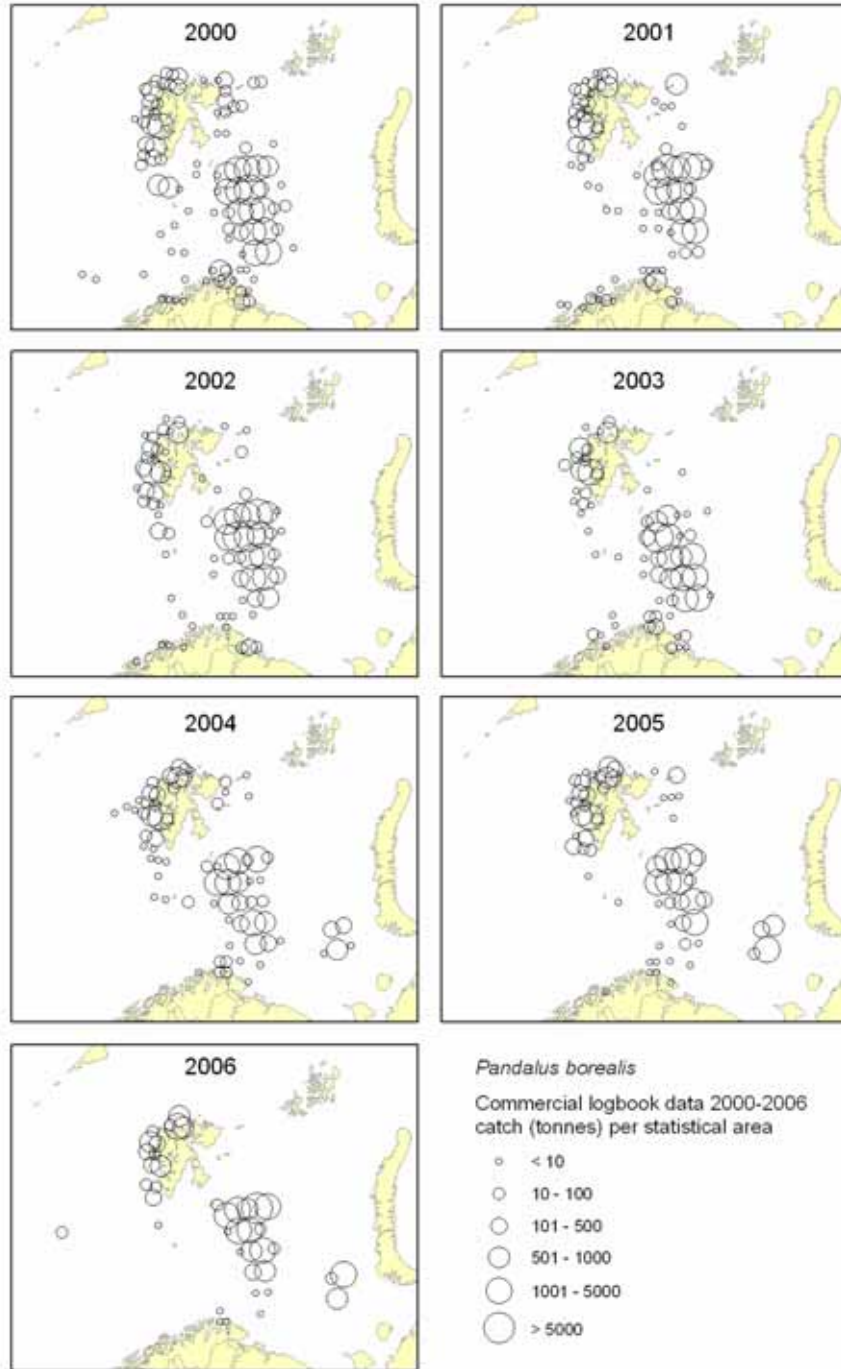 2000
2001
2002
2003
2004
2005
2006
Pandalus borealis
Commercial logbook data 2000-2006
catch (tonnes) per statistical area
< 10
10 - 100
101 - 500
501 - 1000
1001 - 5000
> 5000